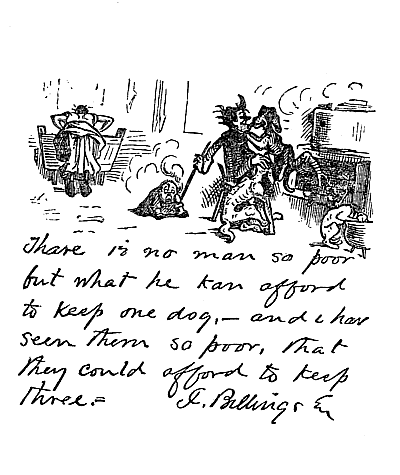 Thare is no man so poor
but what he kan afford
to keep one dog,— and i hav
seen them so poor, that
they could afford to keep
three.= J. Billings